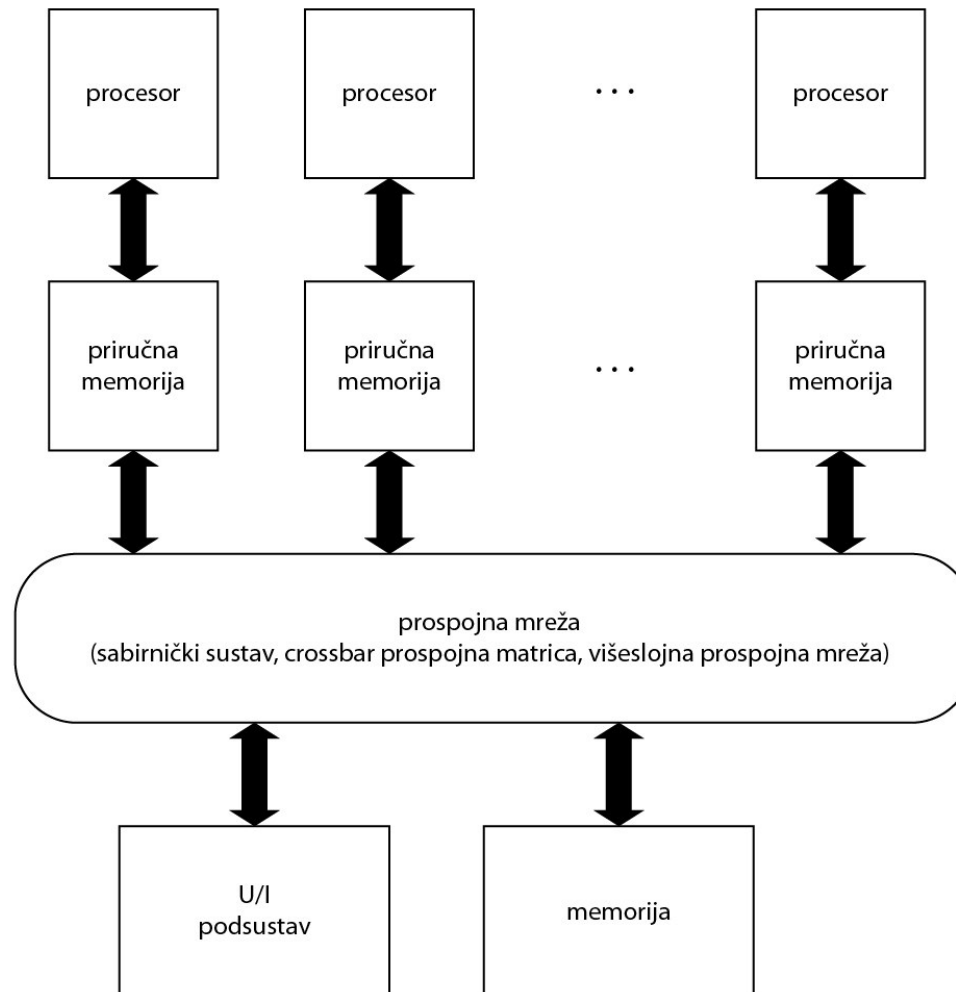 procesor
procesor
...
procesor
priručna
memorija
priručna
memorija
...
priručna
memorija
prospojna mreža
(sabirnički sustav, crossbar prospojna matrica, višeslojna prospojna mreža)
U/I
podsustav
memorija